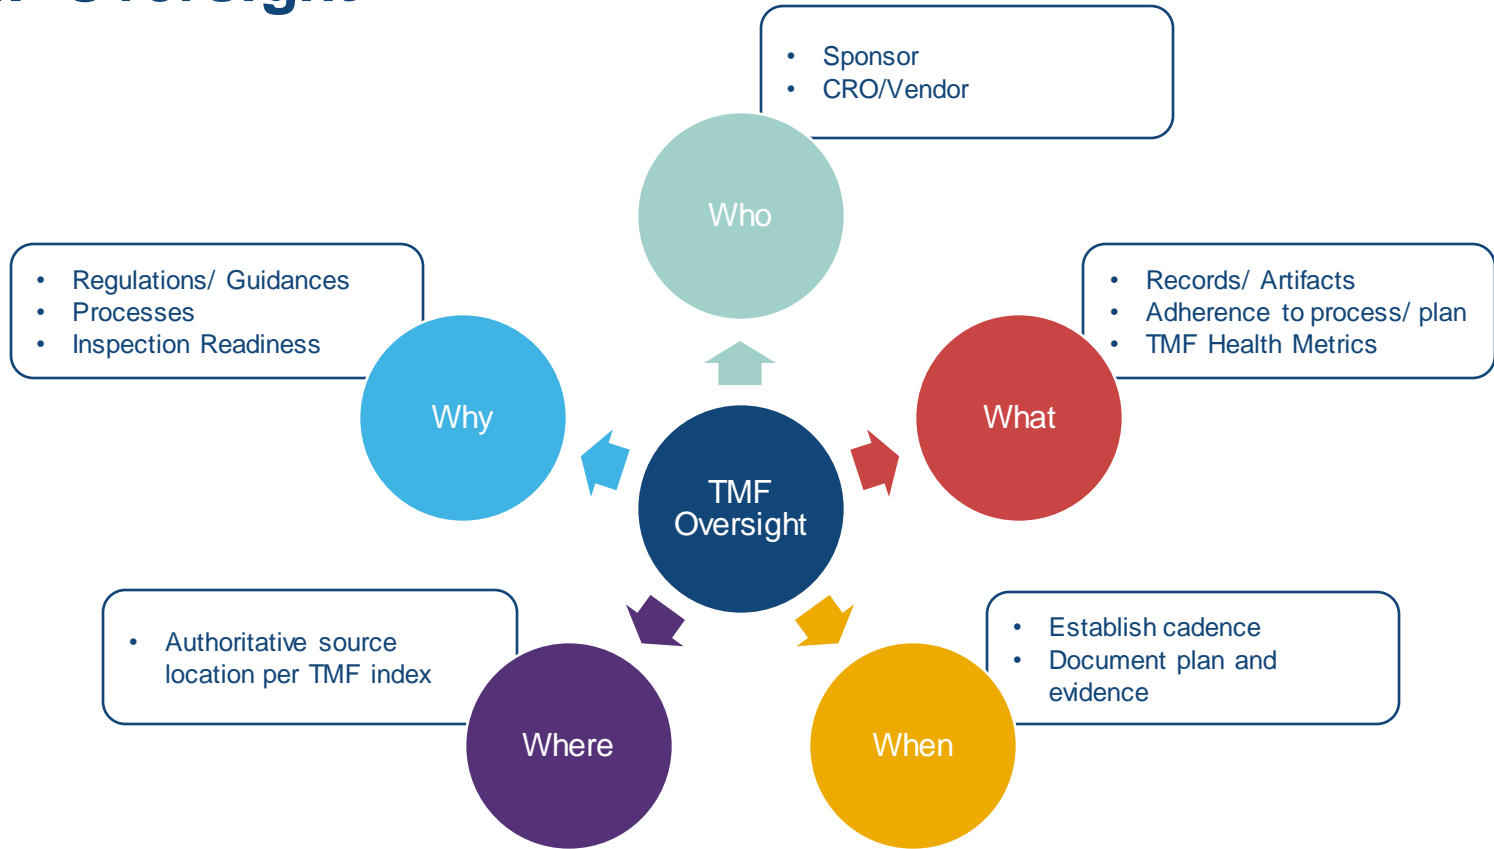 Oversight
• Sponsor
• CRO/Vendor
Who
• Regulations/ Guidances
• Processes
• Inspection Readiness
Why
• Records/ Artifacts
• Adherence to process/ plan
• TMF Health Metrics
What
TMF
Oversight
• Authoritative source
location per TMF index
Where
• Establish cadence
• Document plan and
evidence
When